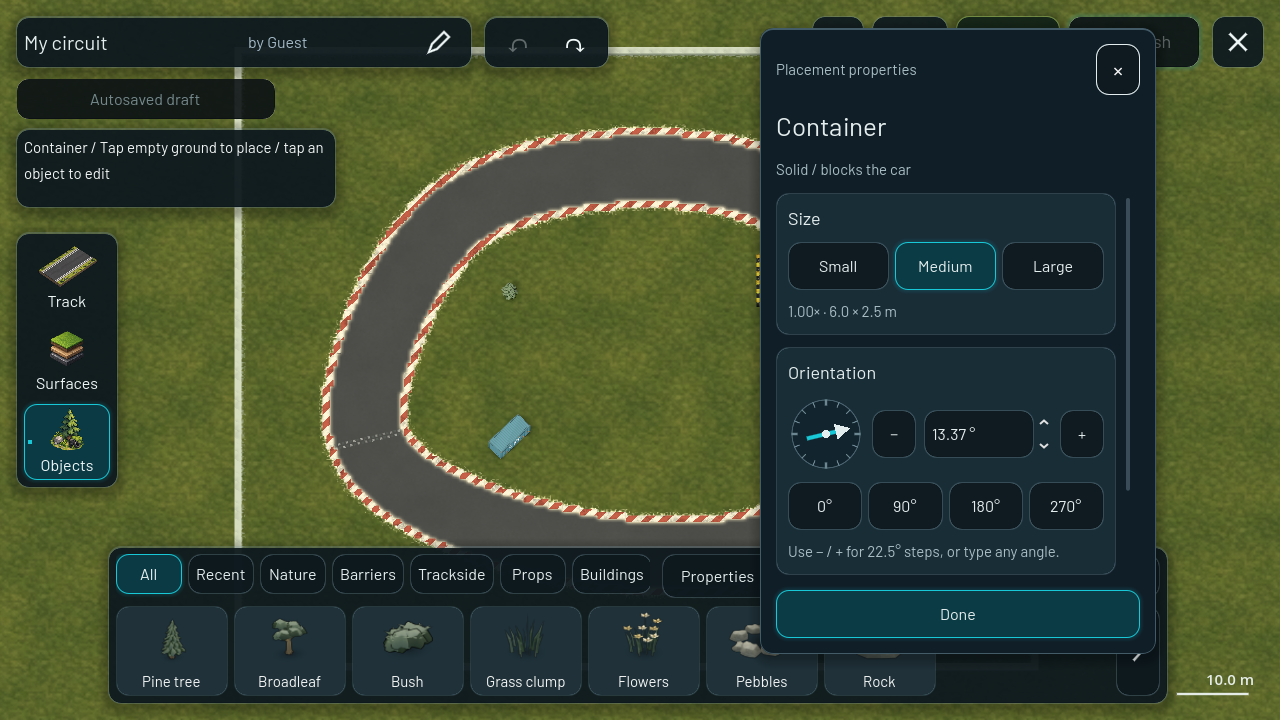 My circuit
by Guest
Autosaved draft
Container / Tap empty ground to place / tap an
object to edit
Track
Surfaces
Objects
Placement properties
×
Container
Solid / blocks the car
Size
Small
Medium
Large
1.00× · 6.0 × 2.5 m
Orientation
−
13.37 °
+
0°
90°
180°
270°
Use − / + for 22.5° steps, or type any angle.
Done
All
Recent
Nature
Barriers
Trackside
Props
Buildings
Properties
Pine tree
Broadleaf
Bush
Grass clump
Flowers
Pebbles
Rock
10.0 m